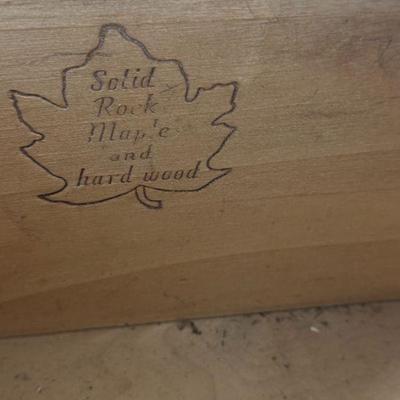 Solid
Rock
Maple
and
hard wood